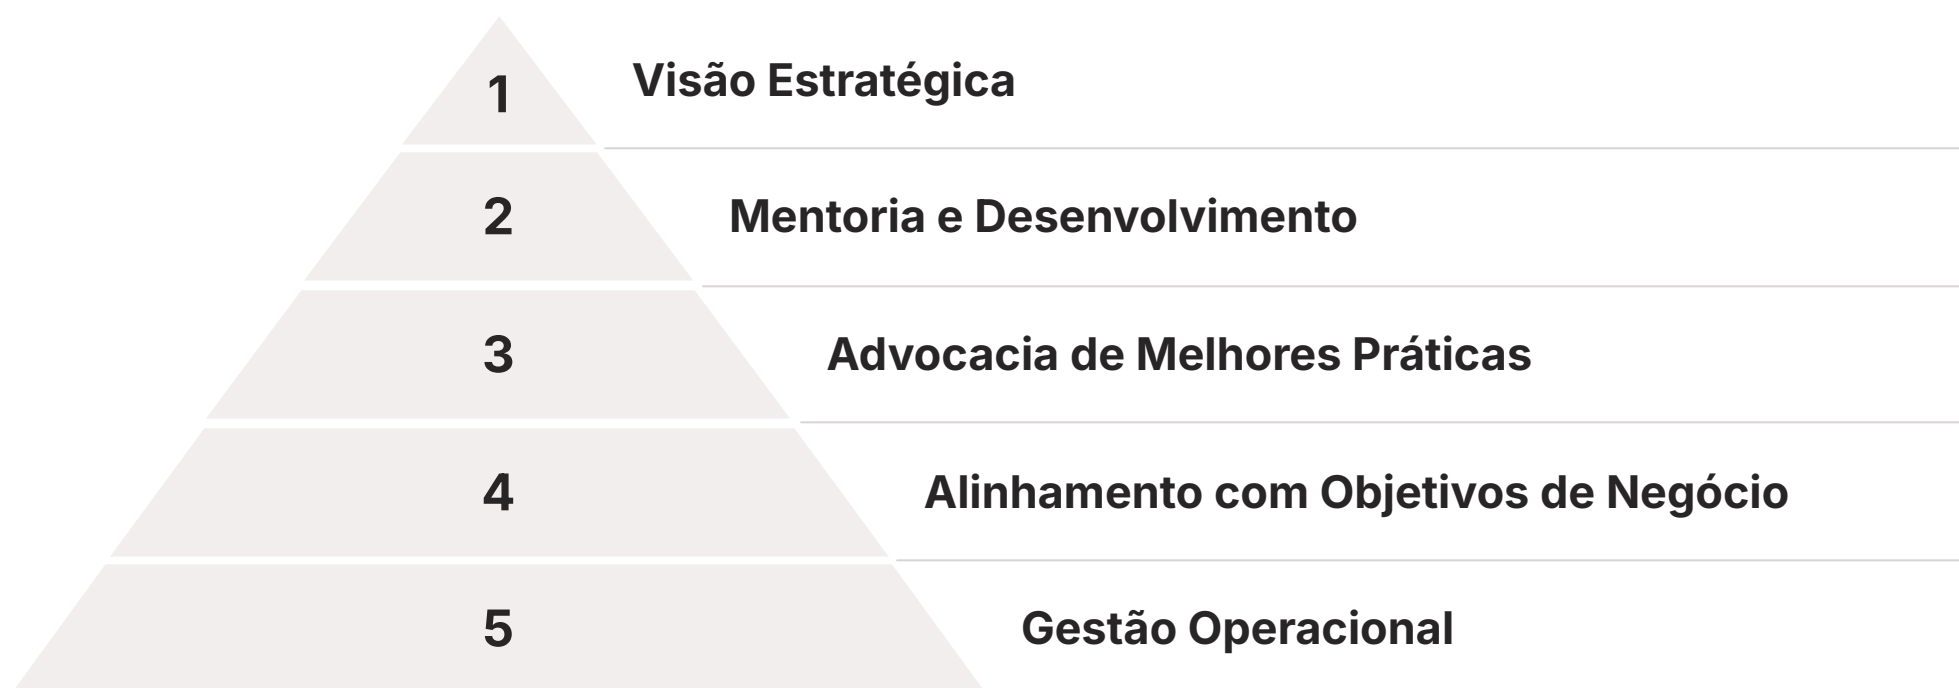 1
Visão Estratégica
2
Mentoria e Desenvolvimento
3
Advocacia de Melhores Práticas
4
Alinhamento com Objetivos de Negócio
5
Gestão Operacional